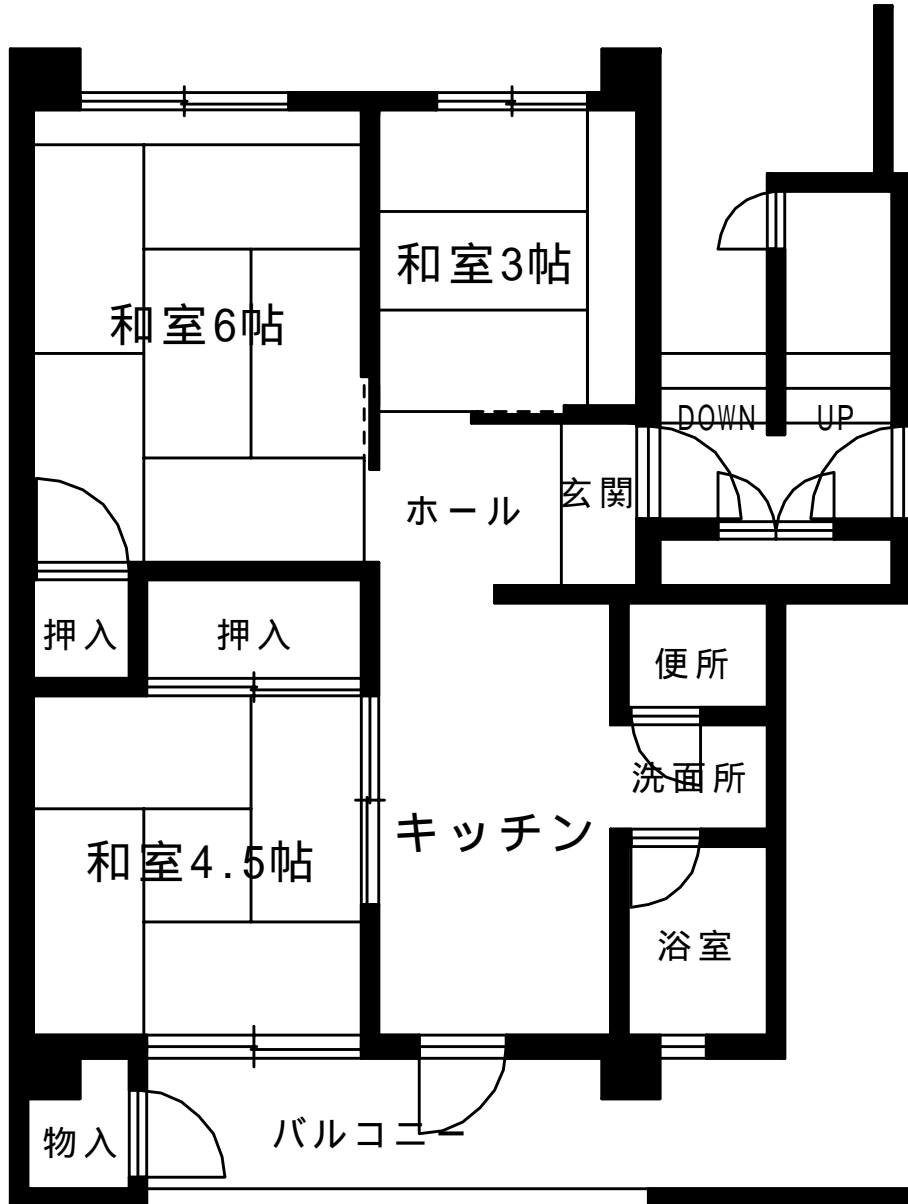 和室3帖
和室6帖
DOWN
UP
玄関
ホール
押入
押入
便所
洗面所
キッチン
和室4.5帖
浴室
バルコニー
物入